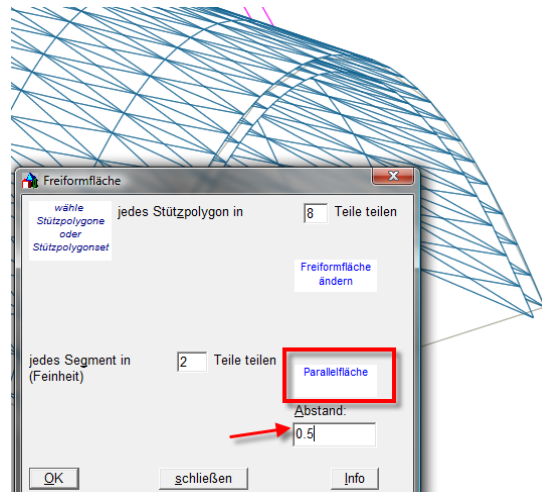 Freiformfläche
wähle
Stützpolygone
oder
Stützpolygonset
jedes Stützpolygon in 8 Teile teilen
Freiformfläche
ändern
jedes Segment in 2 Teile teilen
(Feinheit)
Parallelfläche
Abstand:
0.5
OK schließen Info